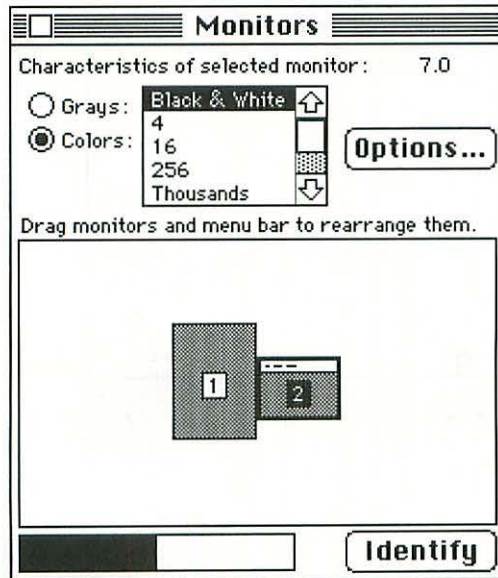 Monitors
Characteristics of selected monitor: 7.0
Grays:
Colors:
Black & White
4
16
256
Thousands
Options...
Drag monitors and menu bar to rearrange them.
1
2
Identify